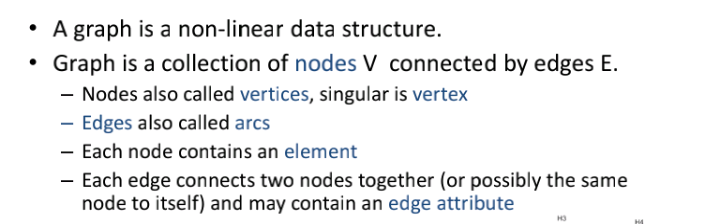 • A graph is a non-linear data structure.
• Graph is a collection of nodes V connected by edges E.
– Nodes also called vertices, singular is vertex
– Edges also called arcs
– Each node contains an element
– Each edge connects two nodes together (or possibly the same
node to itself) and may contain an edge attribute
H3
H4